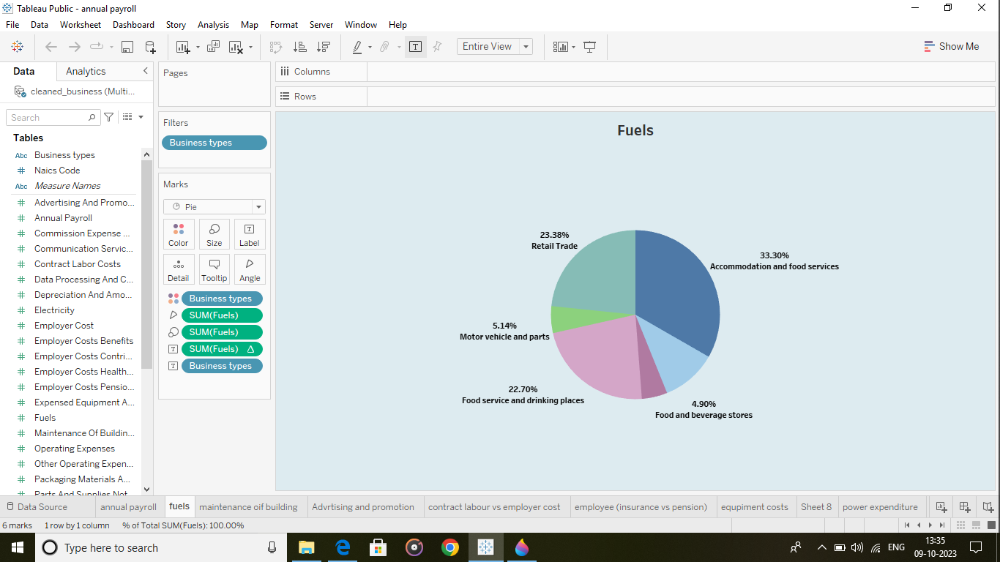 Tableau Public - annual payroll
File Data Worksheet Dashboard Story Analysis Map Format Server Window Help
Entire View
Show Me
Data Analytics
cleaned_business (Multi...
Search
Tables
Abc Business types
# Naics Code
Abc Measure Names
# Advertising And Promo...
# Annual Payroll
# Commission Expense ...
# Communication Servic...
# Contract Labor Costs
# Data Processing And C...
# Depreciation And Amo...
# Electricity
# Employer Cost
# Employer Costs Benefits
# Employer Costs Contri...
# Employer Costs Health...
# Employer Costs Pensio...
# Expensed Equipment A...
# Fuels
# Maintenance Of Buildin...
# Operating Expenses
# Other Operating Expen...
# Packaging Materials A...
# Parts And Supplies Not
Pages
Filters
Business types
Marks
Pie
Color Size Label
Detail Tooltip Angle
Business types
SUM(Fuels)
SUM(Fuels)
T SUM(Fuels) Δ
T Business types
Columns
Rows
Fuels
23.38%
Retail Trade
33.30%
Accommodation and food services
5.14%
Motor vehicle and parts
22.70%
Food service and drinking places
4.90%
Food and beverage stores
Data Source annual payroll fuels maintenance oif building Advrtising and promotion contract labour vs employer cost employee (insurance vs pension) equpiment costs Sheet 8 power expenditure
6 marks 1 row by 1 column % of Total SUM(Fuels): 100.00%
Type here to search
ENG
13:35
09-10-2023